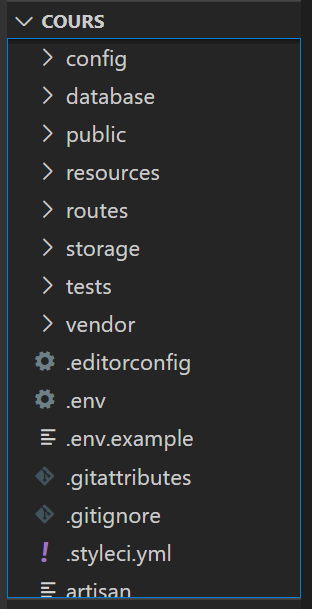 COURS
config
database
public
resources
routes
storage
tests
vendor
.editorconfig
.env
.env.example
.gitattributes
.gitignore
.styleci.yml
artisan